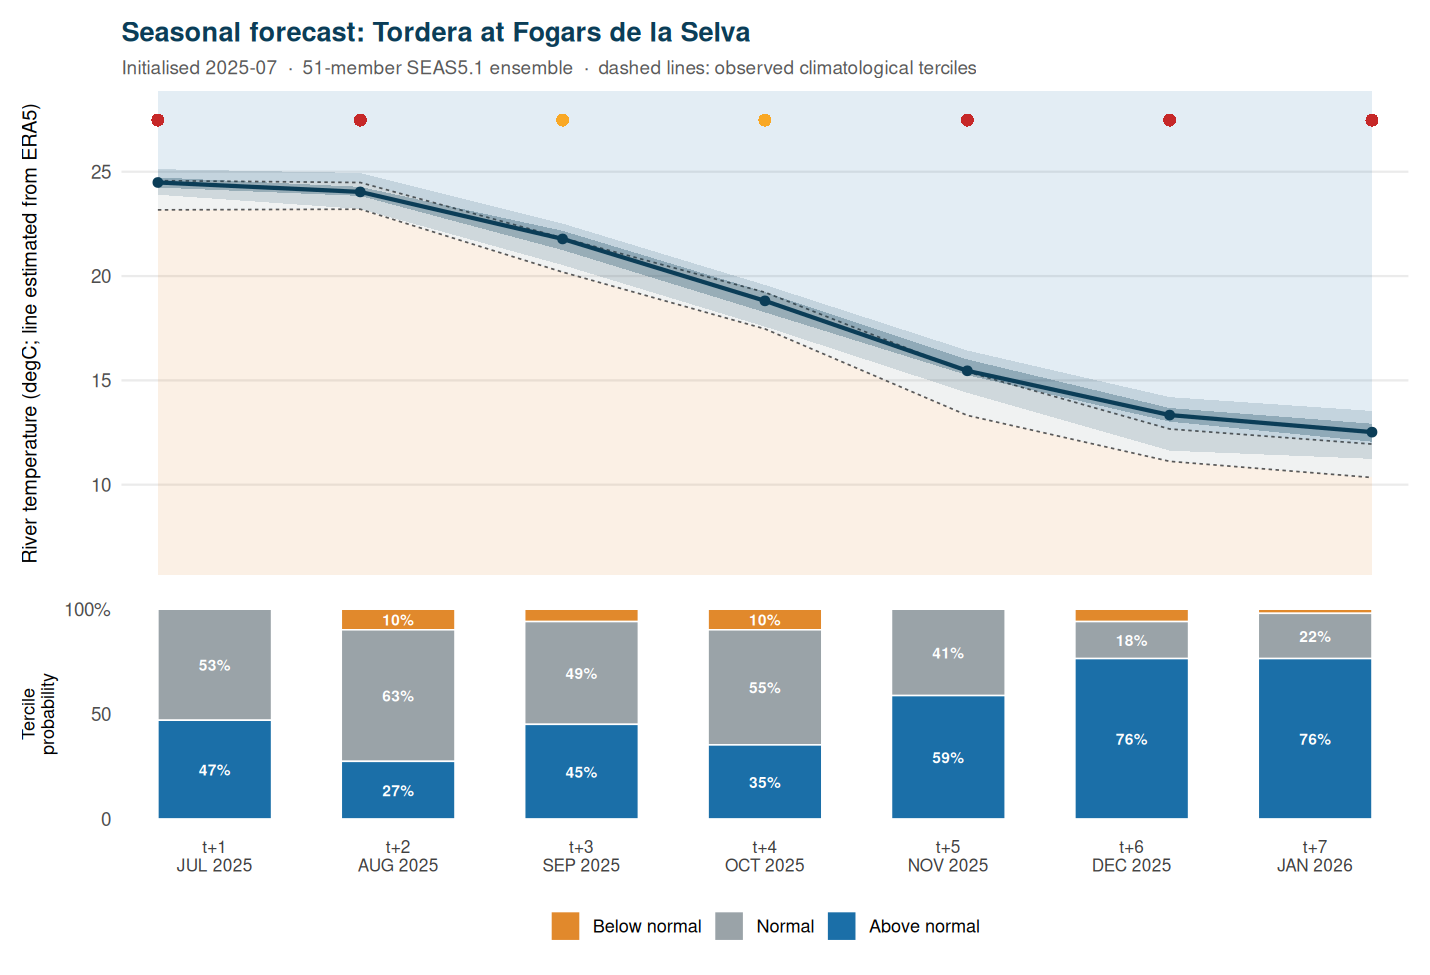 Seasonal forecast: Tordera at Fogars de la Selva
Initialised 2025-07 · 51-member SEAS5.1 ensemble · dashed lines: observed climatological terciles
River temperature (degC; line estimated from ERA5)
25
20
15
10
Tercile
probability
100%
50
0
10% 10%
53% 63% 49% 55% 41% 18% 22%
47% 27% 45% 35% 59% 76% 76%
t+1 t+2 t+3 t+4 t+5 t+6 t+7
JUL 2025 AUG 2025 SEP 2025 OCT 2025 NOV 2025 DEC 2025 JAN 2026
Below normal Normal Above normal